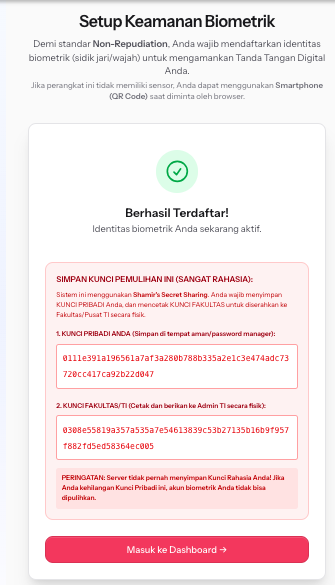 Setup Keamanan Biometrik
Demi standar Non-Repudiation, Anda wajib mendaftarkan identitas
biometrik (sidik jari/wajah) untuk mengamankan Tanda Tangan Digital
Anda.
Jika perangkat ini tidak memiliki sensor, Anda dapat menggunakan Smartphone
(QR Code) saat diminta oleh browser.
Berhasil Terdaftar!
Identitas biometrik Anda sekarang aktif.
SIMPAN KUNCI PEMULIHAN INI (SANGAT RAHASIA):
Sistem ini menggunakan Shamir's Secret Sharing. Anda wajib menyimpan
KUNCI PRIBADI Anda, dan mencetak KUNCI FAKULTAS untuk diserahkan ke
Fakultas/Pusat TI secara fisik.
1. KUNCI PRIBADI ANDA (Simpan di tempat aman/password manager):
0111e391a196561a7af3a280b788b335a2e1c3e474adc73
720cc417ca92b22d047
2. KUNCI FAKULTAS/TI (Cetak dan berikan ke Admin TI secara fisik):
0308e55819a357a535a7e54613839c53b27135b16b9f957
f882fd5ed58364ec005
PERINGATAN: Server tidak pernah menyimpan Kunci Rahasia Anda! Jika
Anda kehilangan Kunci Pribadi ini, akun biometrik Anda tidak bisa
dipulihkan.
Masuk ke Dashboard →